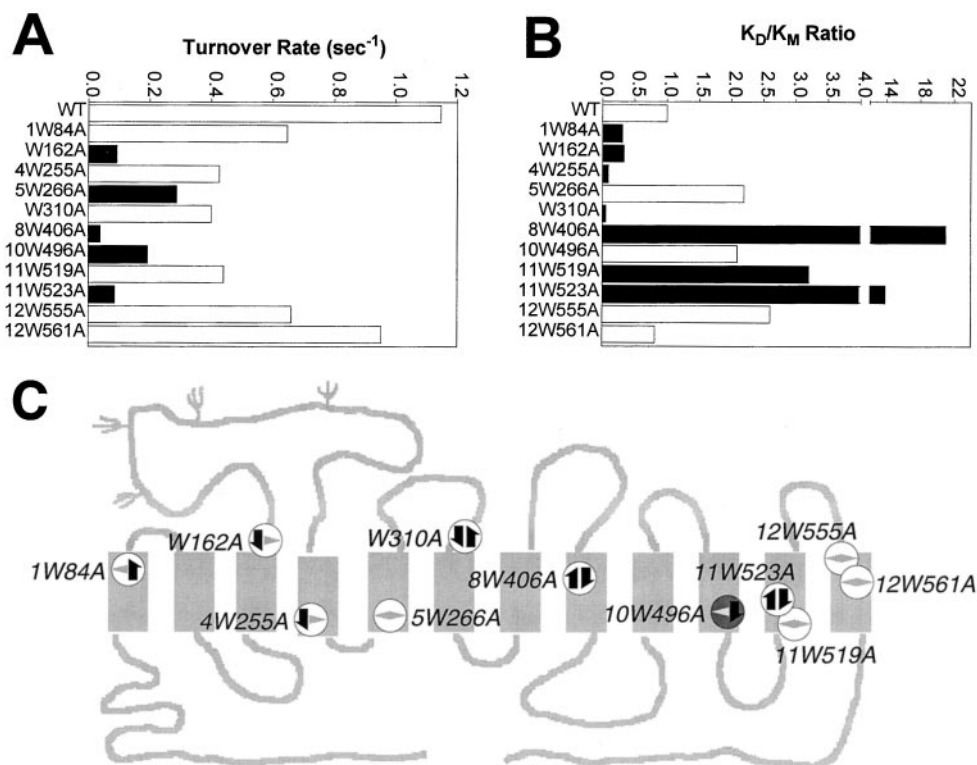 A
Turnover Rate (sec⁻¹)
0.0 0.2 0.4 0.6 0.8 1.0 1.2
WT
1W84A
W162A
4W255A
5W266A
W310A
8W406A
10W496A
11W519A
11W523A
12W555A
12W561A
B
K_D/K_M Ratio
0.0 0.5 1.0 1.5 2.0 2.5 3.0 3.5 4.0 14 18 22
WT
1W84A
W162A
4W255A
5W266A
W310A
8W406A
10W496A
11W519A
11W523A
12W555A
12W561A
C
1W84A
W162A
4W255A
5W266A
W310A
8W406A
10W496A
11W523A
11W519A
12W555A
12W561A